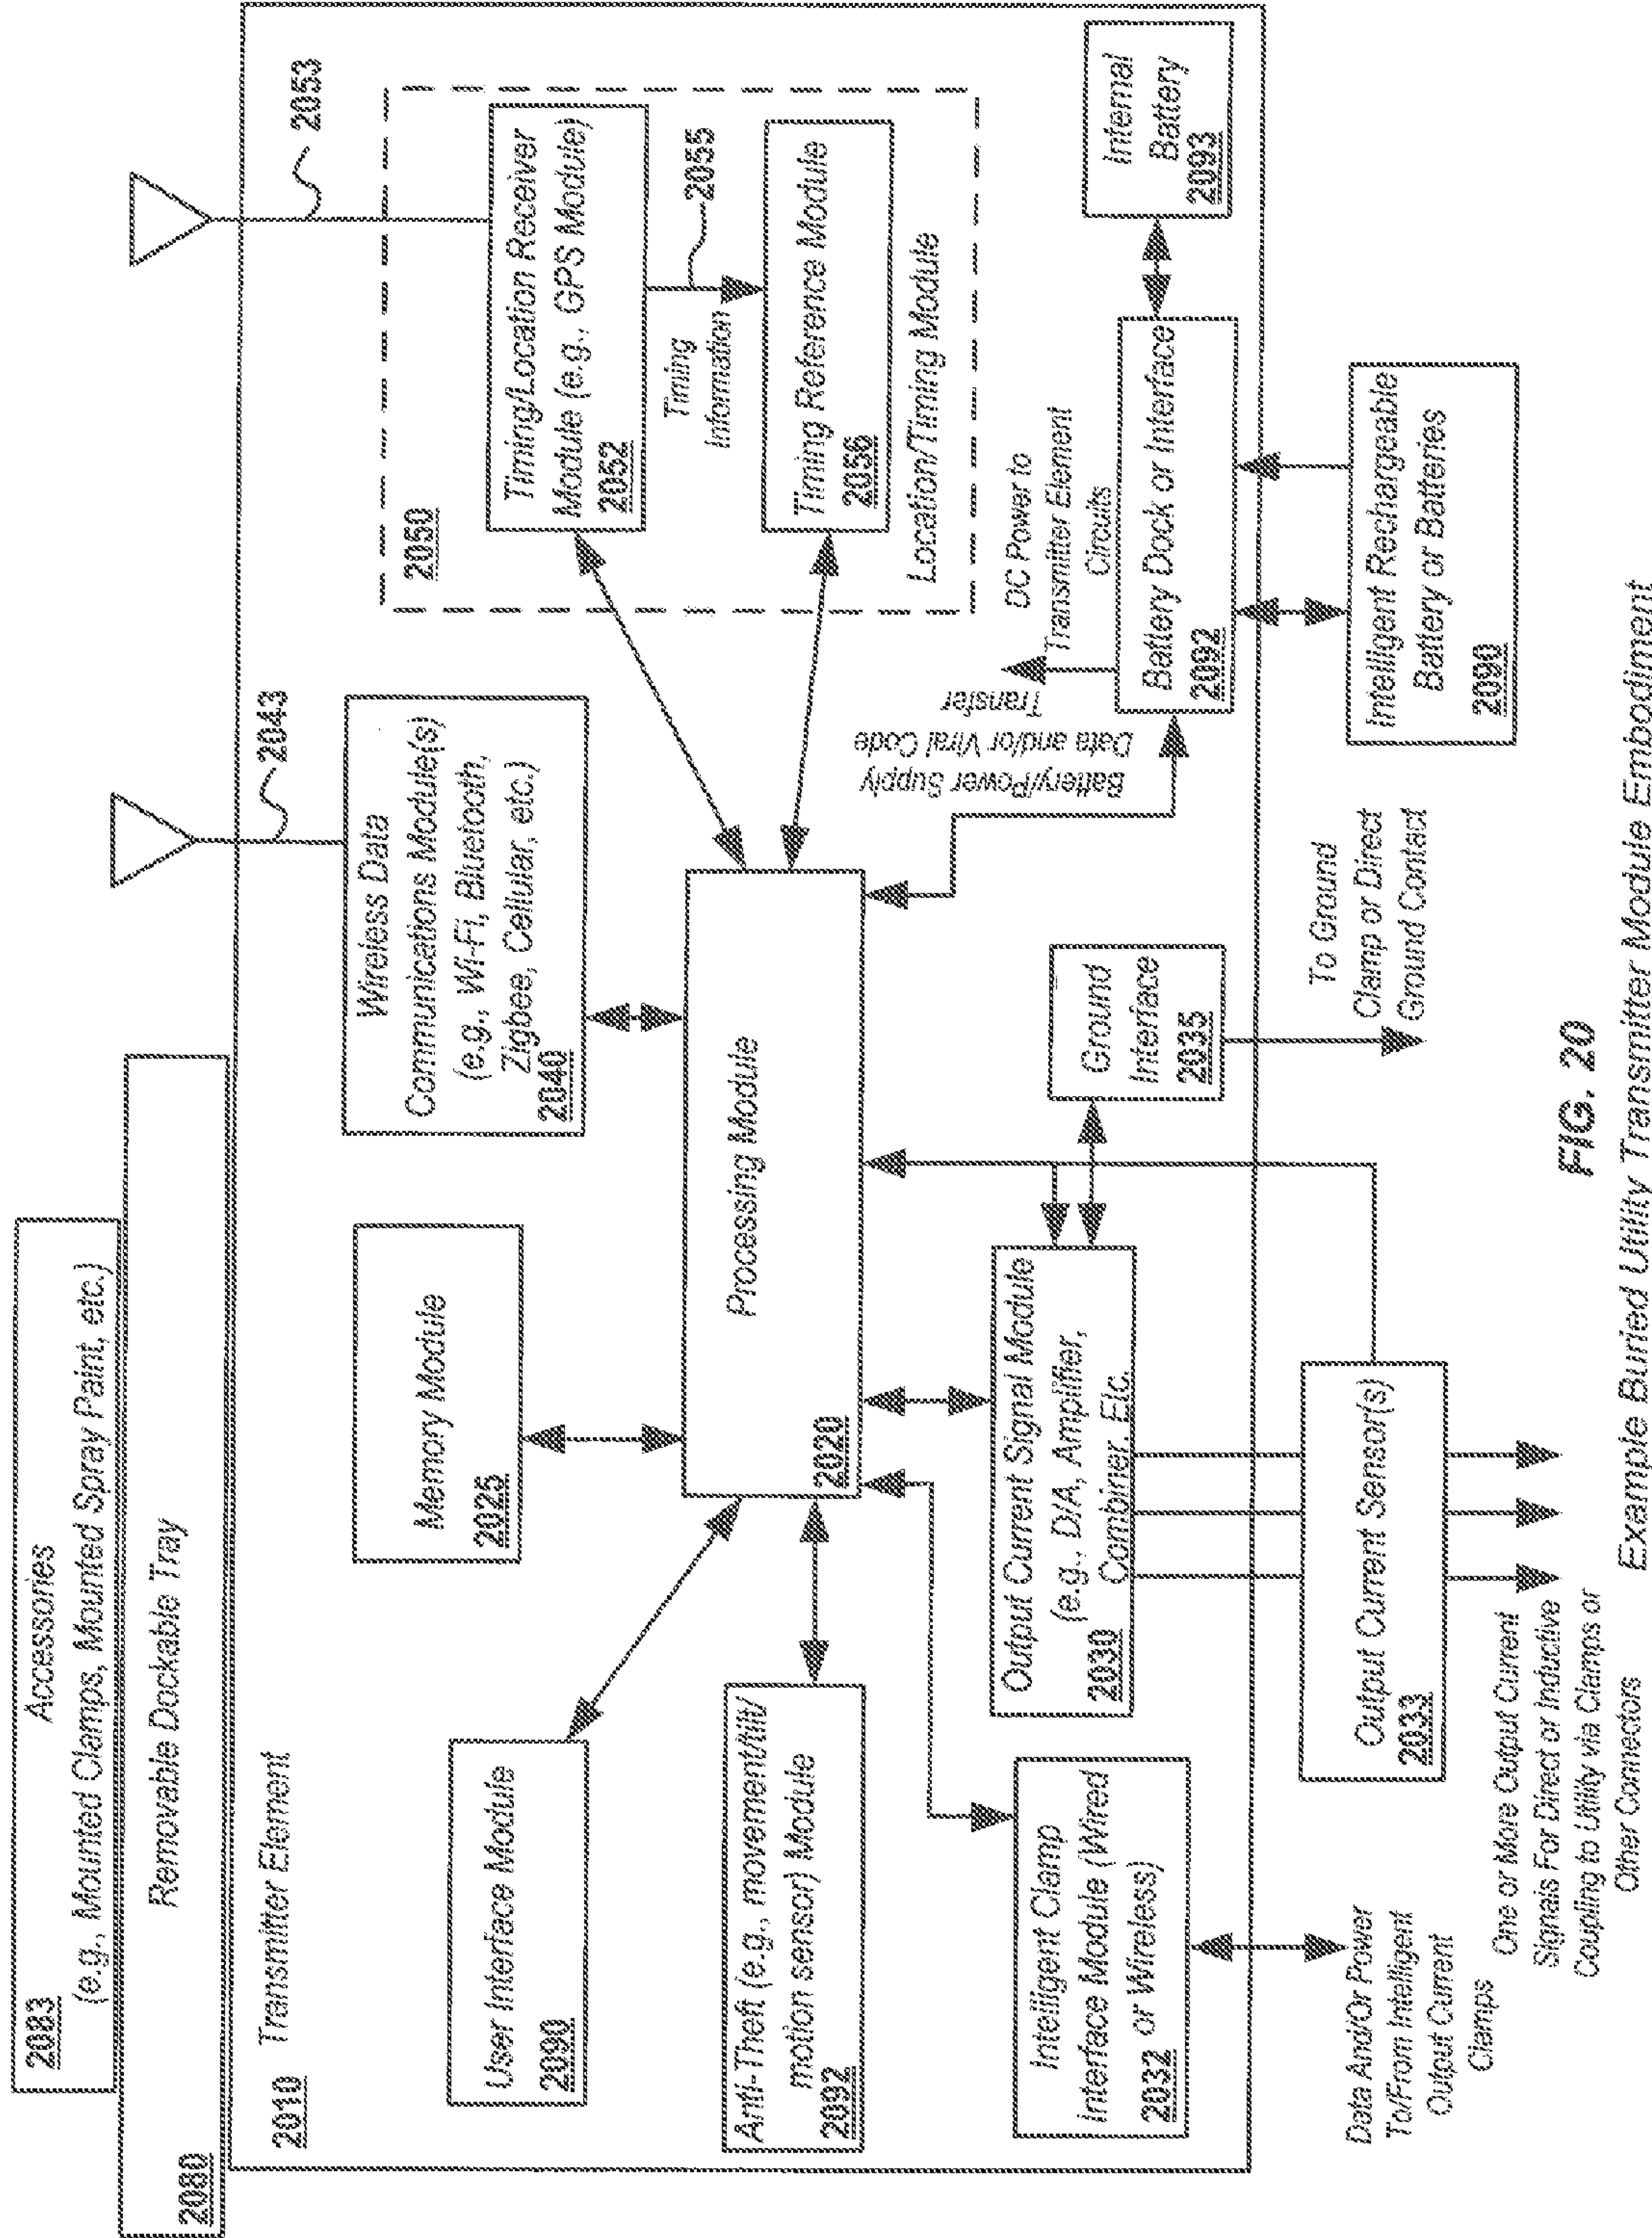 2083
Accessories
(e.g., Mounted Clamps, Mounted Spray Paint, etc.)
2080
Removable Dockable Tray
2010
Transmitter Element
2043
2053
User Interface Module
2090
Memory Module
2025
Wireless Data
Communications Module(s)
(e.g., Wi-Fi, Bluetooth,
Zigbee, Cellular, etc.)
2040
2050
Timing/Location Receiver
Module (e.g., GPS Module)
2052
Timing
Information
2055
Timing Reference Module
2056
Location/Timing Module
Anti-Theft (e.g., movement/tilt/
motion sensor) Module
2092
Processing Module
2020
Battery/Power Supply
Data and/or Viral Code
Transfer
DC Power to
Transmitter Element
Circuits
Intelligent Clamp
Interface Module (Wired
or Wireless)
2032
Output Current Signal Module
(e.g., D/A, Amplifier,
Combiner. Etc.
2030
Ground
Interface
2035
Battery Dock or Interface
2092
Internal
Battery
2093
Output Current Sensor(s)
2033
To Ground
Clamp or Direct
Ground Contact
Intelligent Rechargeable
Battery or Batteries
2090
Data And/Or Power
To/From Intelligent
Output Current
Clamps
One or More Output Current
Signals For Direct or Inductive
Coupling to Utility via Clamps or
Other Connectors
FIG. 20
Example Buried Utility Transmitter Module Embodiment